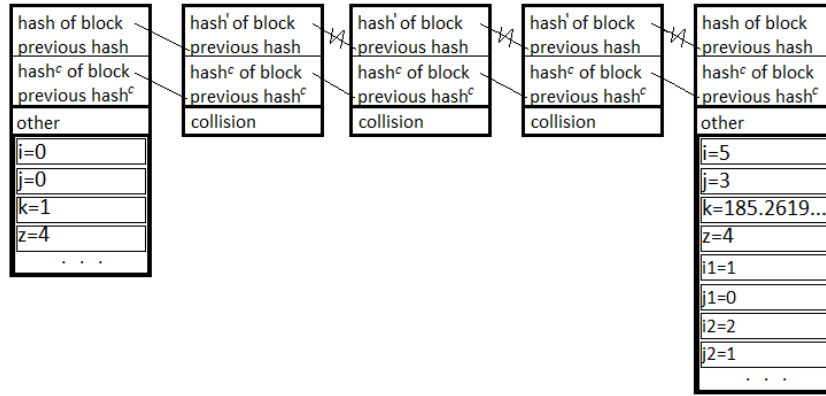 hash of block
previous hash
hashᶜ of block
previous hashᶜ
other
i=0
j=0
k=1
z=4
. . .
hash' of block
previous hash
hashᶜ of block
previous hashᶜ
collision
hash' of block
previous hash
hashᶜ of block
previous hashᶜ
collision
hash' of block
previous hash
hashᶜ of block
previous hashᶜ
collision
hash of block
previous hash
hashᶜ of block
previous hashᶜ
other
i=5
j=3
k=185.2619...
z=4
i1=1
j1=0
i2=2
j2=1
. . .